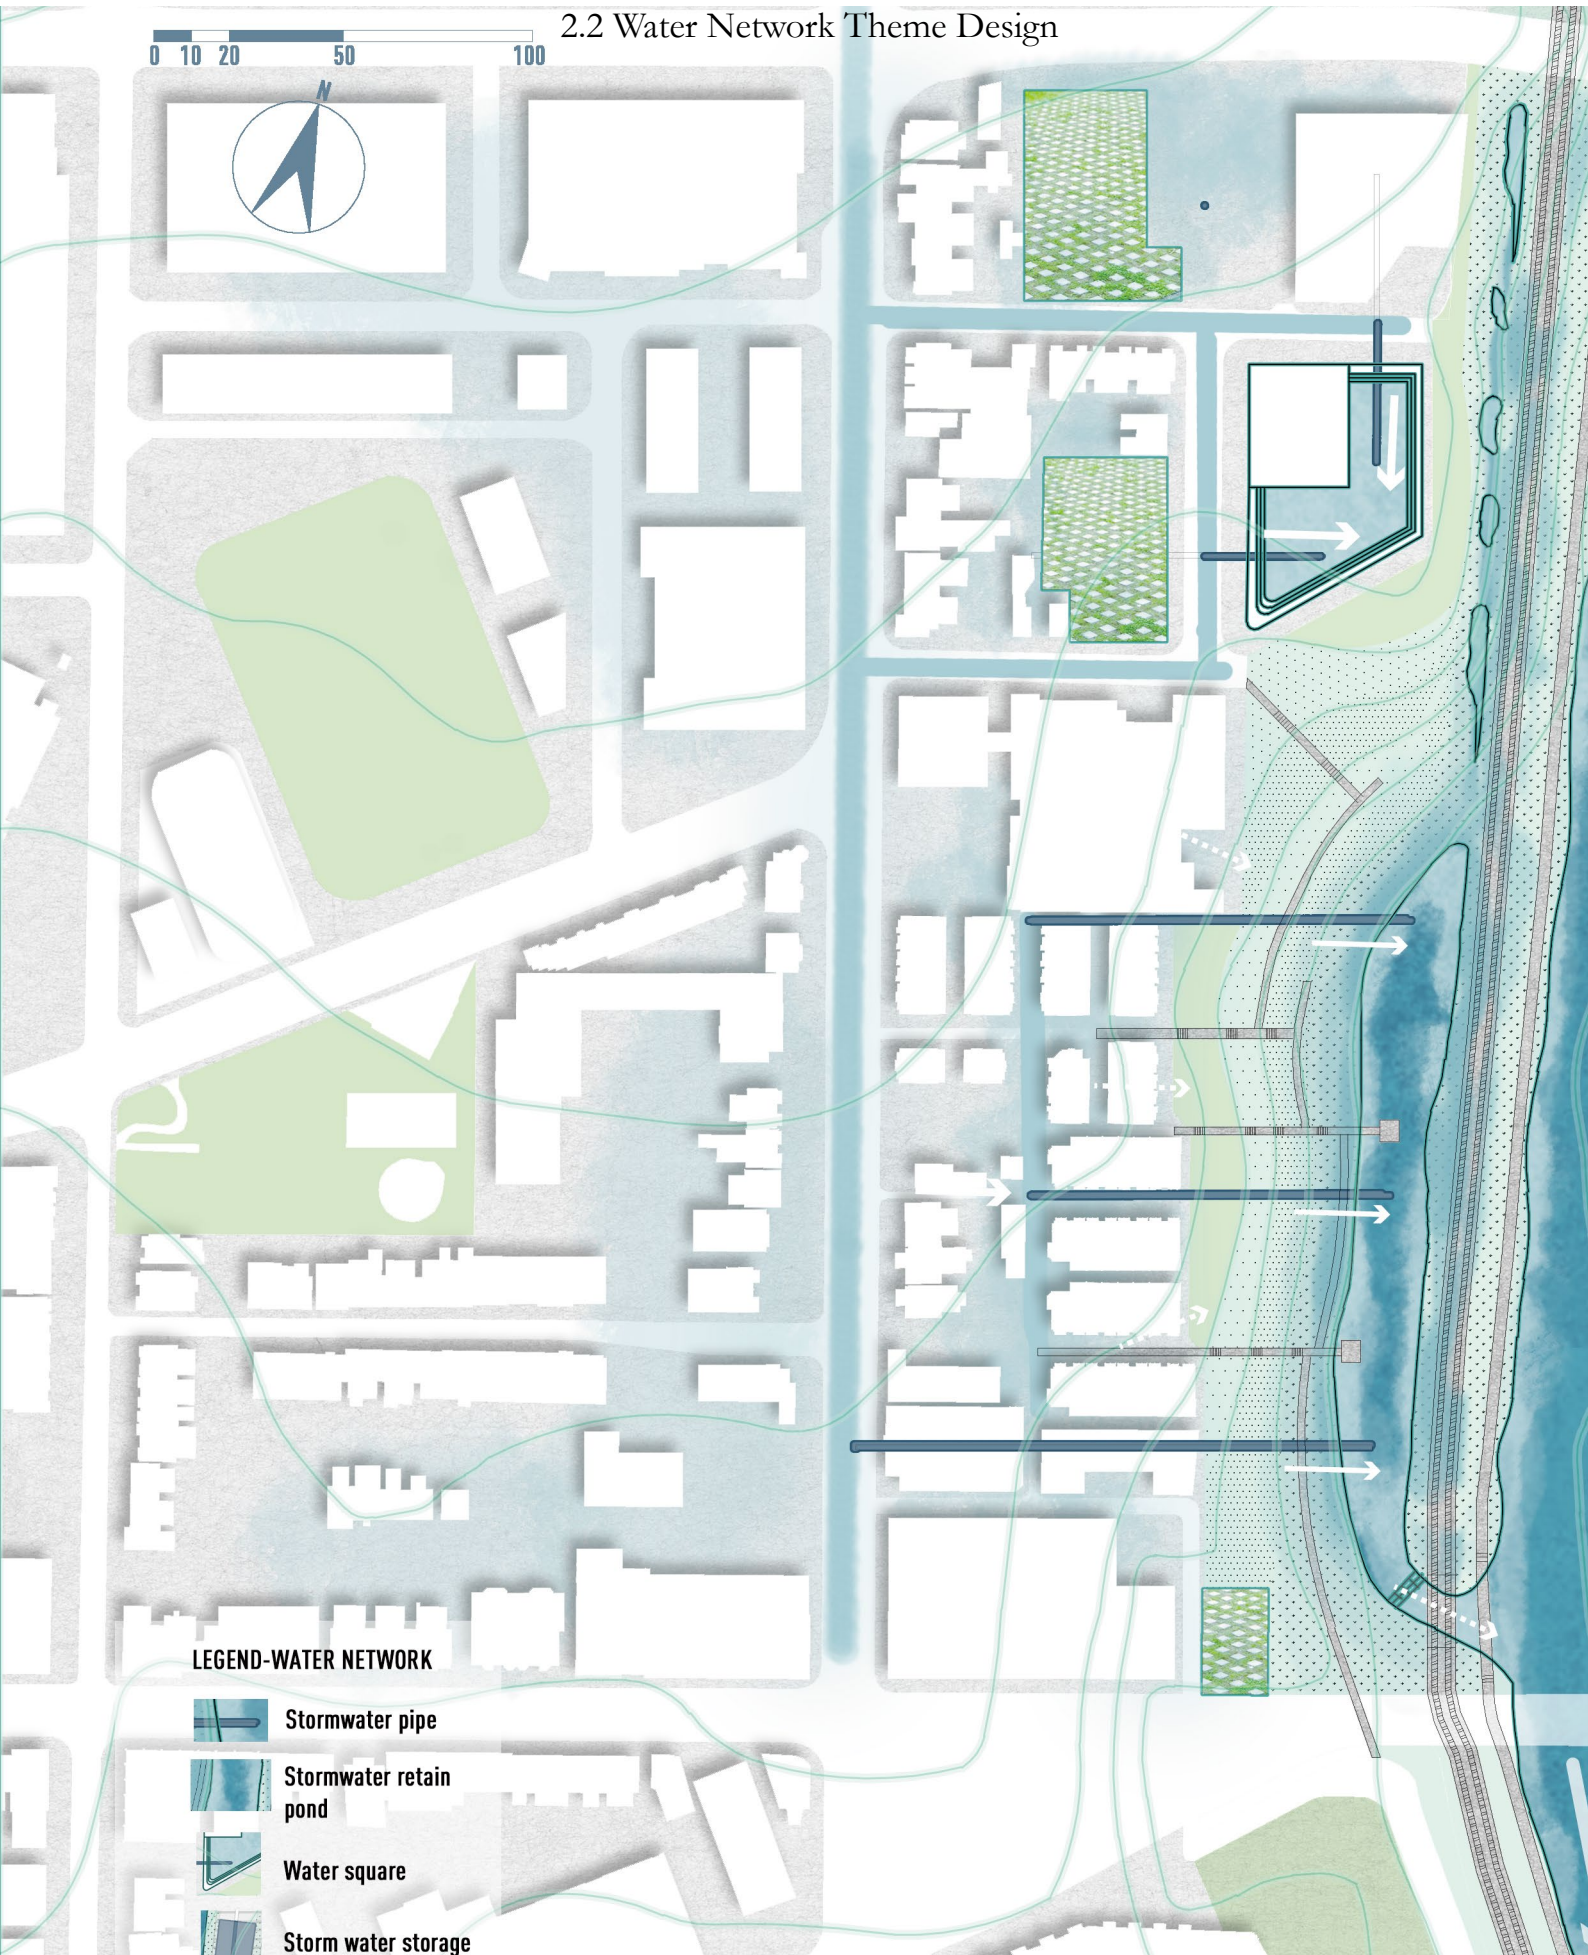 2.2 Water Network Theme Design
0 10 20 50 100
N
LEGEND-WATER NETWORK
Stormwater pipe
Stormwater retain
pond
Water square
Storm water storage